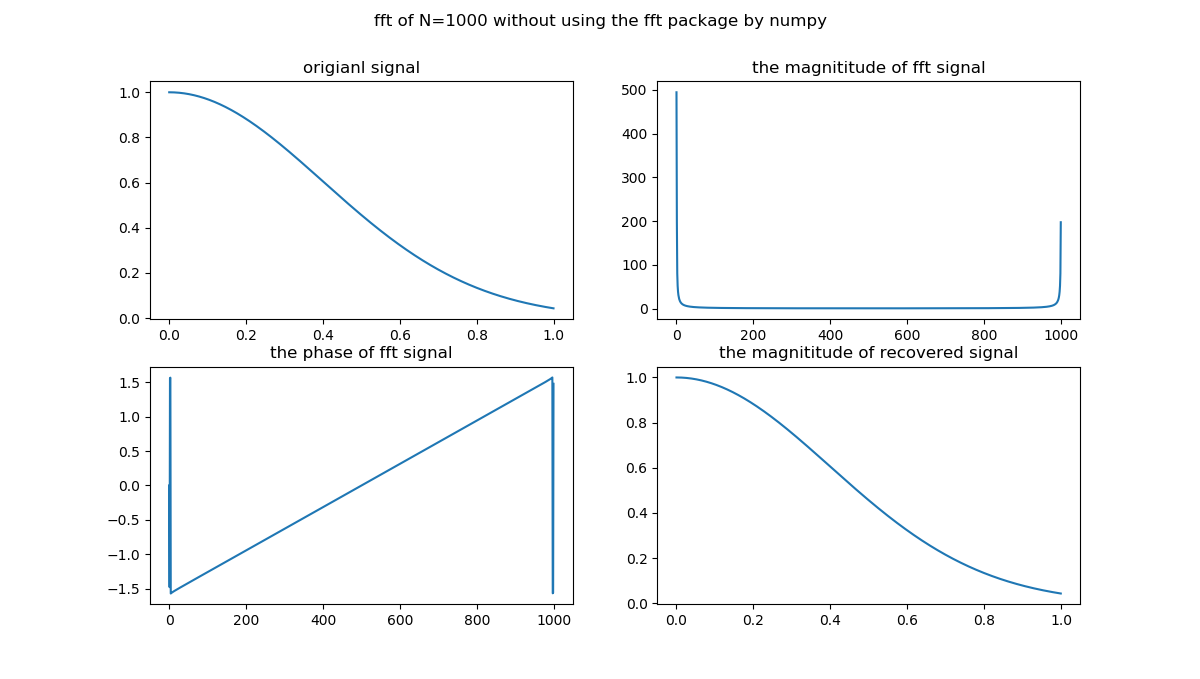 fft of N=1000 without using the fft package by numpy
origianl signal
1.0
0.8
0.6
0.4
0.2
0.0
0.0 0.2 0.4 0.6 0.8 1.0
the magnititude of fft signal
500
400
300
200
100
0
0 200 400 600 800 1000
the phase of fft signal
1.5
1.0
0.5
0.0
−0.5
−1.0
−1.5
0 200 400 600 800 1000
the magnititude of recovered signal
1.0
0.8
0.6
0.4
0.2
0.0
0.0 0.2 0.4 0.6 0.8 1.0